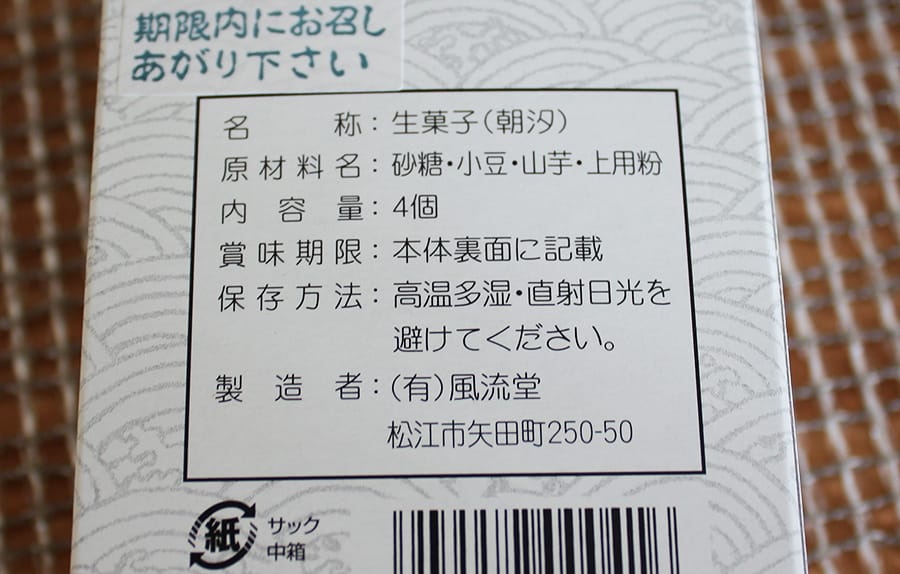 期限内にお召し
あがり下さい
名称：生菓子（朝汐）
原材料名：砂糖・小豆・山芋・上用粉
内容量：4個
賞味期限：本体裏面に記載
保存方法：高温多湿・直射日光を
避けてください。
製造者：（有）風流堂
松江市矢田町250-50
紙 サック
中箱